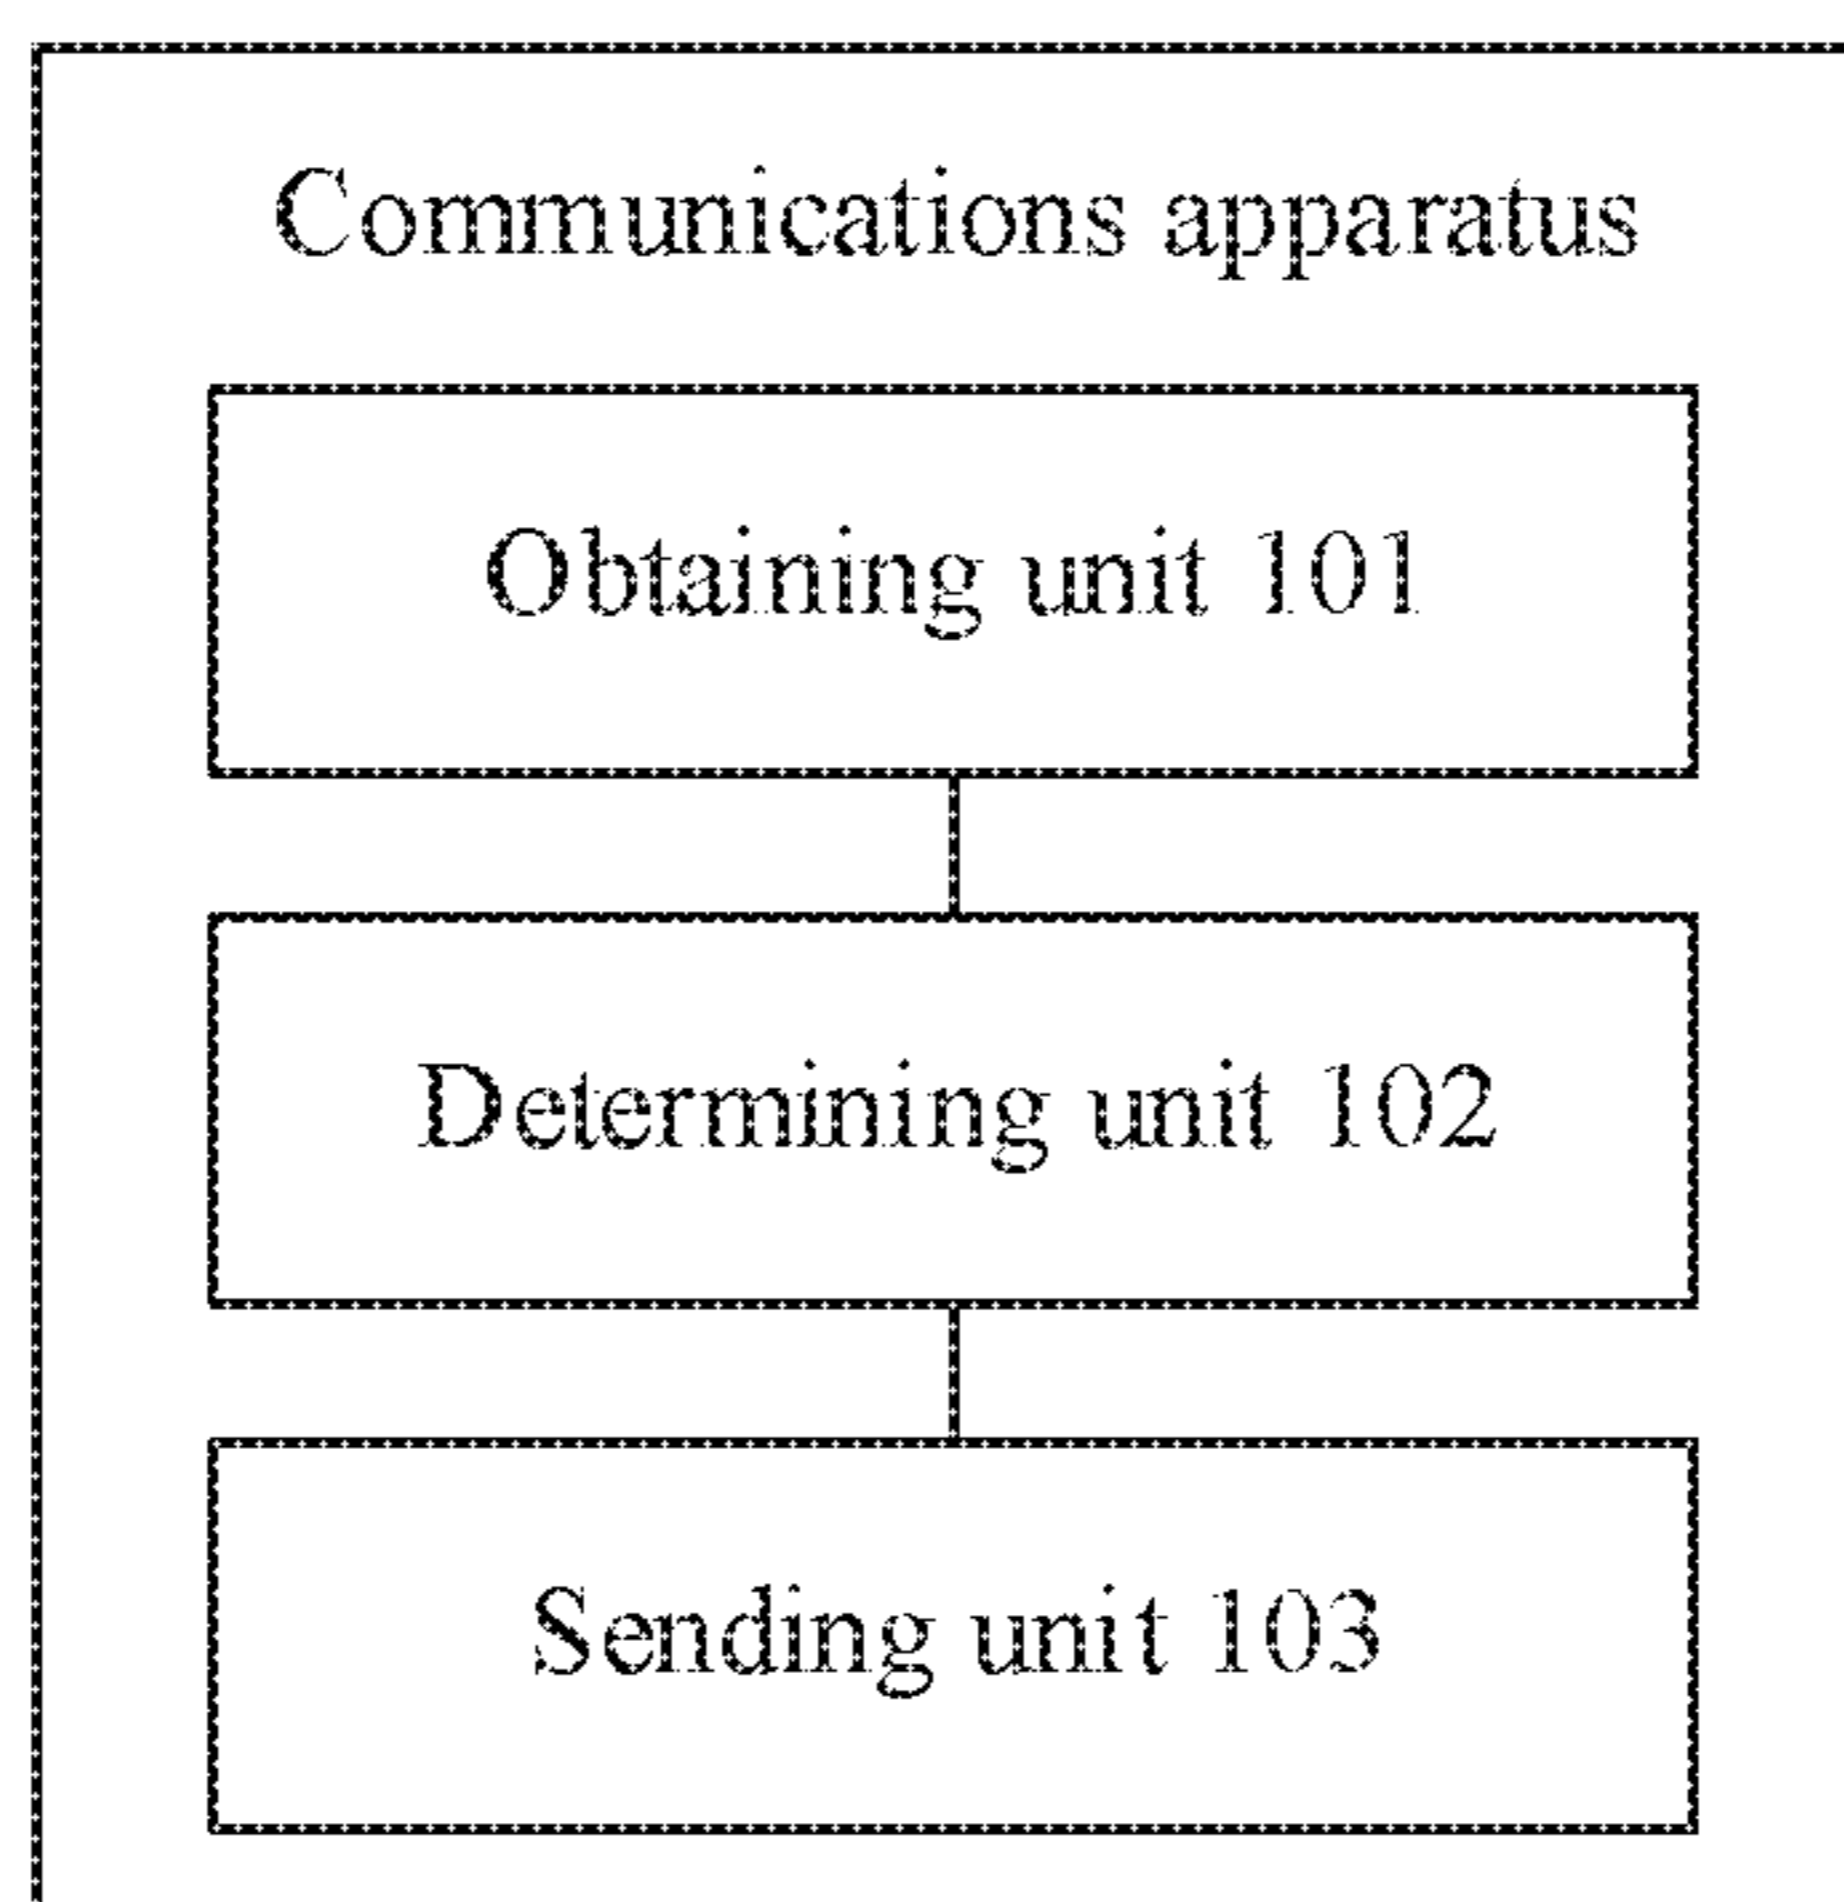 Communications apparatus
Obtaining unit 101
Determining unit 102
Sending unit 103